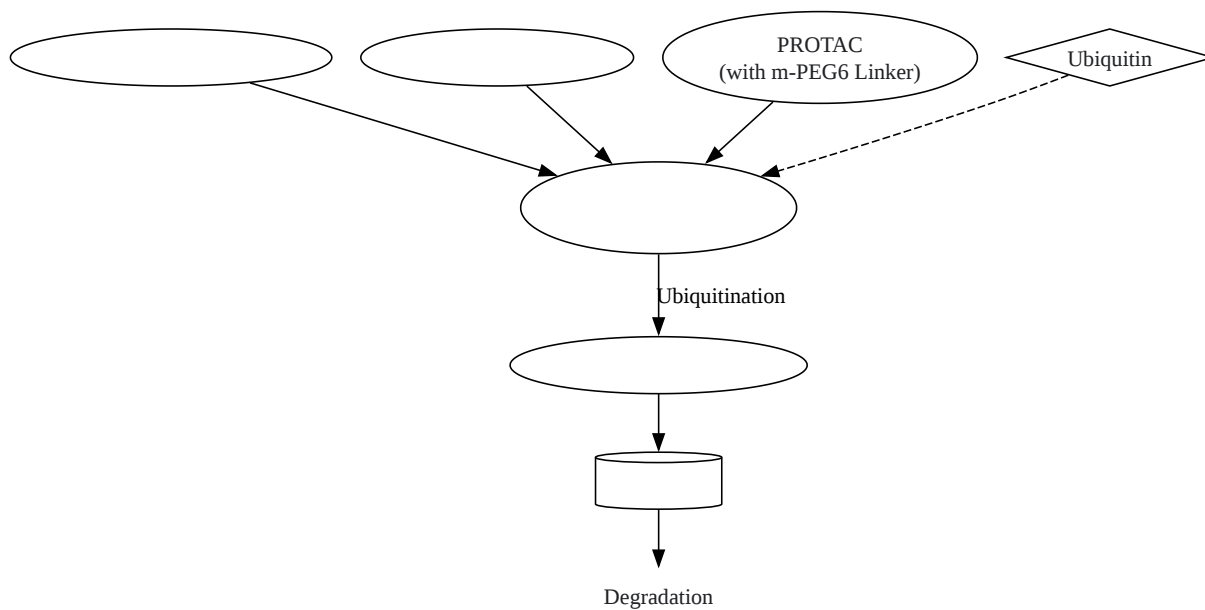 PROTAC
(with m-PEG6 Linker)
Ubiquitin
Ubiquitination
Degradation